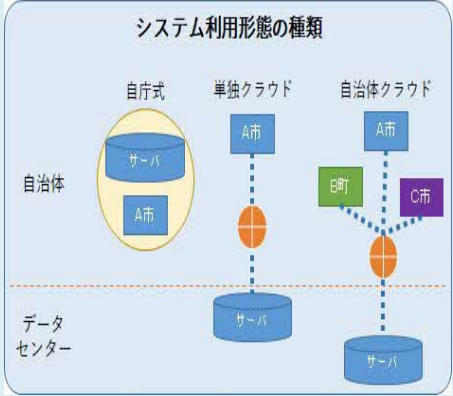 システム利用形態の種類
自庁式
単独クラウド
自治体クラウド
自治体
サーバ
A市
A市
A市
B町
C市
データ
センター
サーバ
サーバ